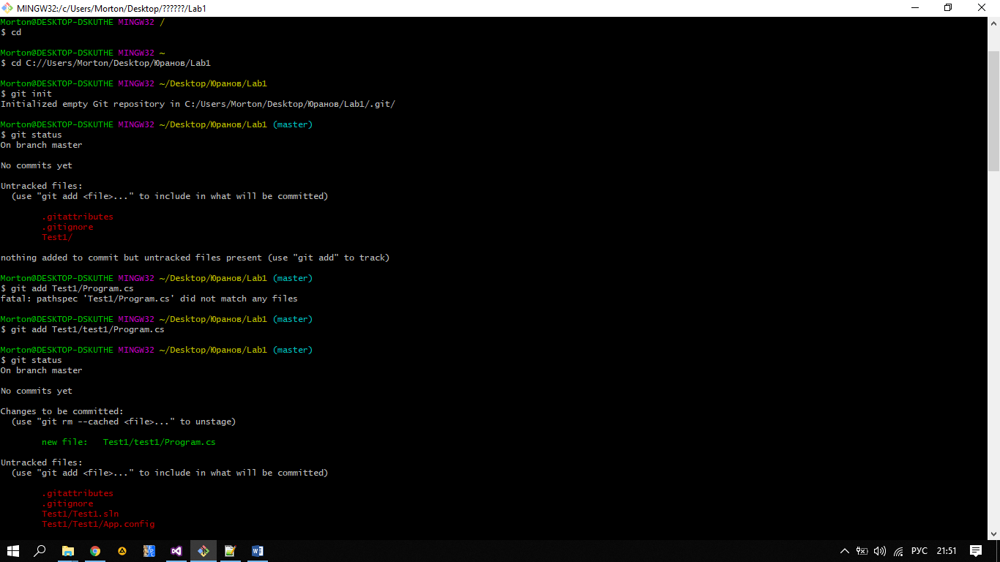 MINGW32:/c/Users/Morton/Desktop/??????/Lab1
Morton@DESKTOP-DSKUTHE MINGW32 /
$ cd
Morton@DESKTOP-DSKUTHE MINGW32 ~
$ cd C://Users/Morton/Desktop/Юранов/Lab1
Morton@DESKTOP-DSKUTHE MINGW32 ~/Desktop/Юранов/Lab1
$ git init
Initialized empty Git repository in C:/Users/Morton/Desktop/Юранов/Lab1/.git/
Morton@DESKTOP-DSKUTHE MINGW32 ~/Desktop/Юранов/Lab1 (master)
$ git status
On branch master
No commits yet
Untracked files:
(use "git add <file>..." to include in what will be committed)
.gitattributes
.gitignore
Test1/
nothing added to commit but untracked files present (use "git add" to track)
Morton@DESKTOP-DSKUTHE MINGW32 ~/Desktop/Юранов/Lab1 (master)
$ git add Test1/Program.cs
fatal: pathspec 'Test1/Program.cs' did not match any files
Morton@DESKTOP-DSKUTHE MINGW32 ~/Desktop/Юранов/Lab1 (master)
$ git add Test1/test1/Program.cs
Morton@DESKTOP-DSKUTHE MINGW32 ~/Desktop/Юранов/Lab1 (master)
$ git status
On branch master
No commits yet
Changes to be committed:
(use "git rm --cached <file>..." to unstage)
new file:   Test1/test1/Program.cs
Untracked files:
(use "git add <file>..." to include in what will be committed)
.gitattributes
.gitignore
Test1/Test1.sln
Test1/Test1/App.config
РУС 21:51